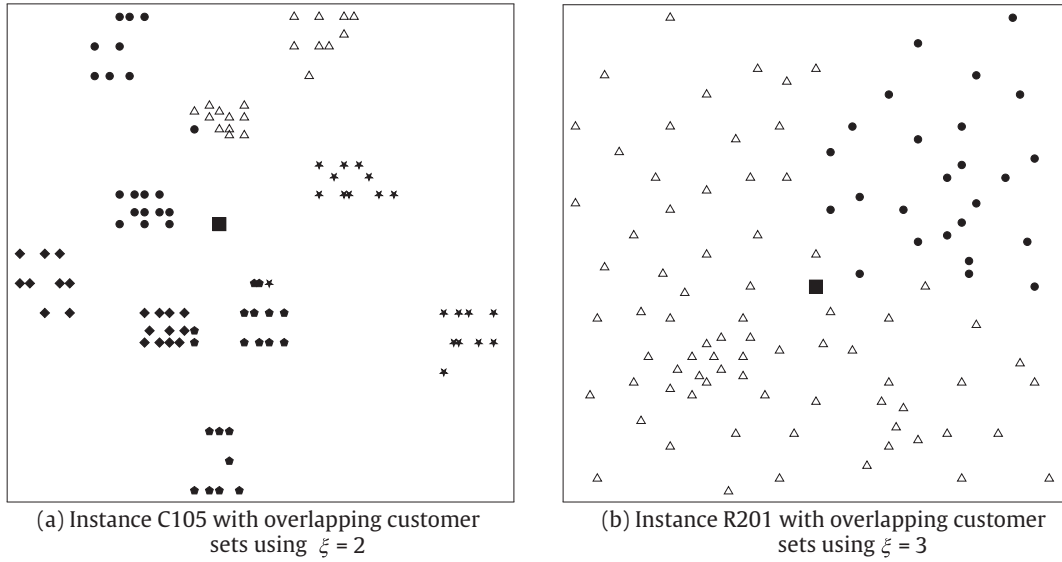 (a) Instance C105 with overlapping customer
sets using ξ = 2
(b) Instance R201 with overlapping customer
sets using ξ = 3